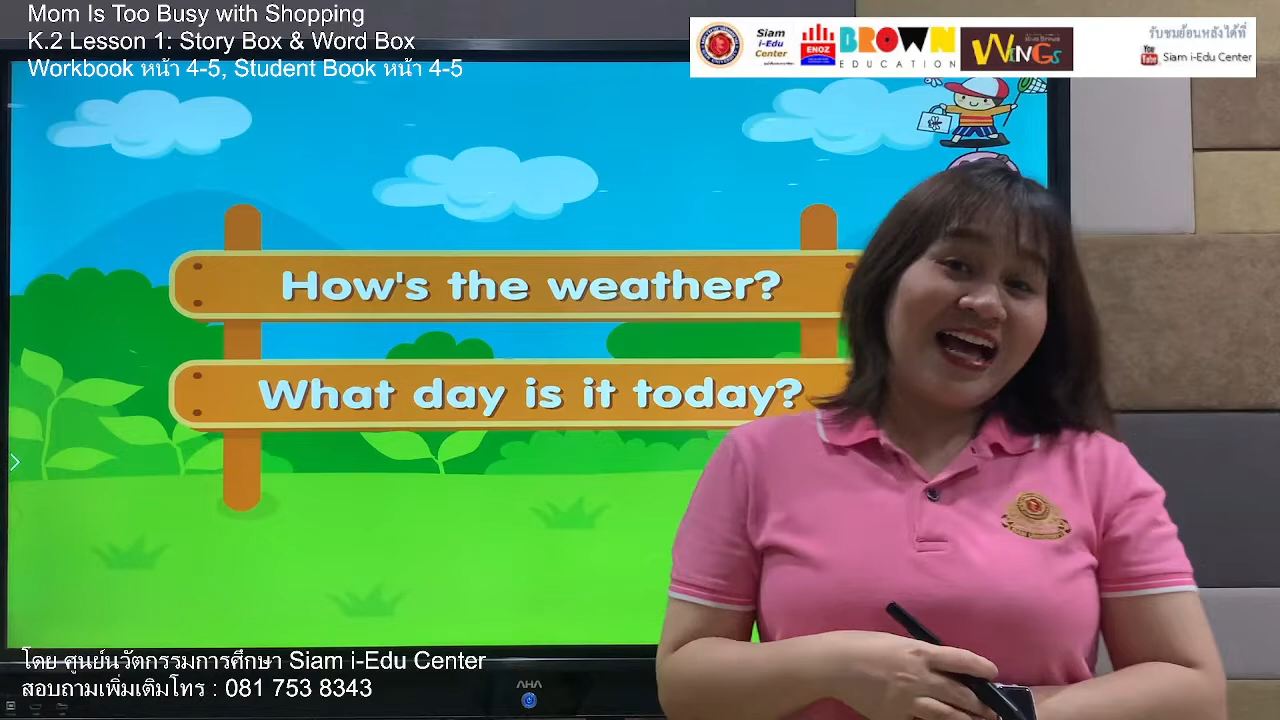 Mom Is Too Busy with Shopping
K.2 Lesson 1: Story Box & Word Box
Workbook หน้า 4-5, Student Book หน้า 4-5
Siam
i-Edu
Center
ENOZ
BROWN
EDUCATION
WiNGs
รับชมย้อนหลังได้ที่
You
Tube
Siam i-Edu Center
How's the weather?
What day is it today?
โดย ศูนย์นวัตกรรมการศึกษา Siam i-Edu Center
สอบถามเพิ่มเติมโทร : 081 753 8343
AHA